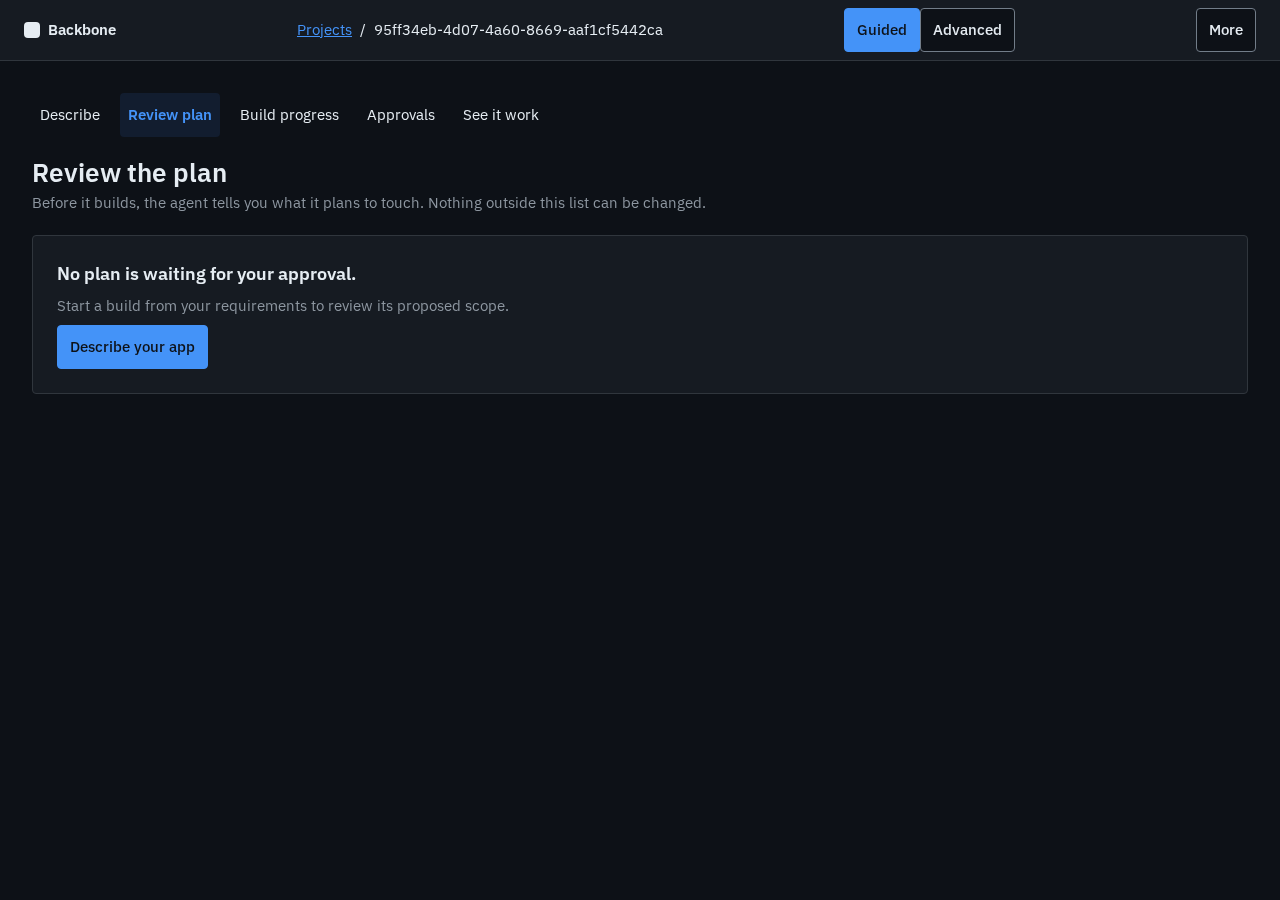 Backbone
Projects / 95ff34eb-4d07-4a60-8669-aaf1cf5442ca
Guided
Advanced
More
Describe
Review plan
Build progress
Approvals
See it work
Review the plan
Before it builds, the agent tells you what it plans to touch. Nothing outside this list can be changed.
No plan is waiting for your approval.
Start a build from your requirements to review its proposed scope.
Describe your app